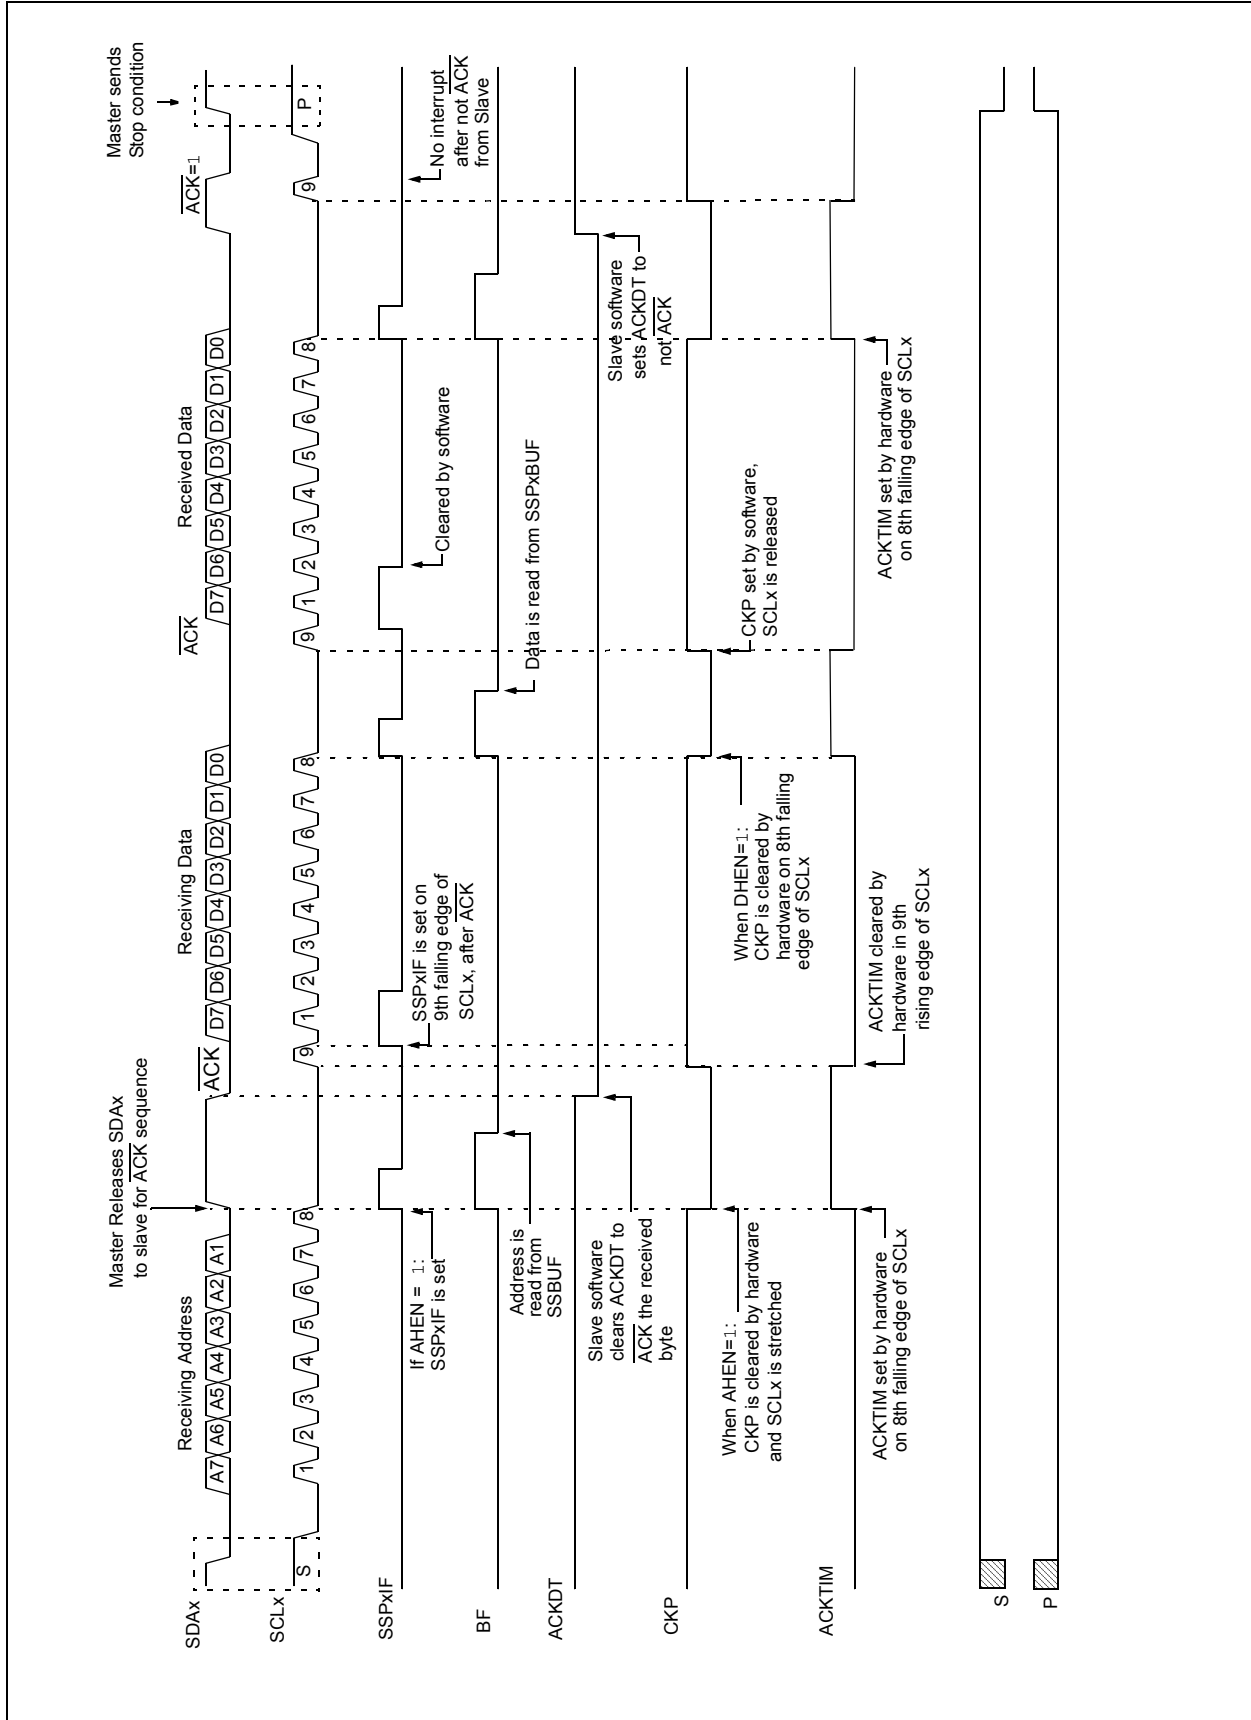 Master Releases SDAx
to slave for ACK sequence
Master sends
Stop condition
Receiving Address
Receiving Data
Received Data
ACK
ACK
ACK=1
SDAx
A7 A6 A5 A4 A3 A2 A1
D7 D6 D5 D4 D3 D2 D1 D0
D7 D6 D5 D4 D3 D2 D1 D0
SCLx
S
1 2 3 4 5 6 7 8 9
1 2 3 4 5 6 7 8 9
1 2 3 4 5 6 7 8 9
P
SSPxIF
If AHEN = 1:
SSPxIF is set
SSPxIF is set on
9th falling edge of
SCLx, after ACK
Cleared by software
No interrupt
after not ACK
from Slave
BF
Address is
read from
SSBUF
Data is read from SSPxBUF
ACKDT
Slave software
clears ACKDT to
ACK the received
byte
Slave software
sets ACKDT to
not ACK
CKP
When AHEN=1:
CKP is cleared by hardware
and SCLx is stretched
When DHEN=1:
CKP is cleared by
hardware on 8th falling
edge of SCLx
CKP set by software,
SCLx is released
ACKTIM
ACKTIM set by hardware
on 8th falling edge of SCLx
ACKTIM cleared by
hardware in 9th
rising edge of SCLx
ACKTIM set by hardware
on 8th falling edge of SCLx
S
P